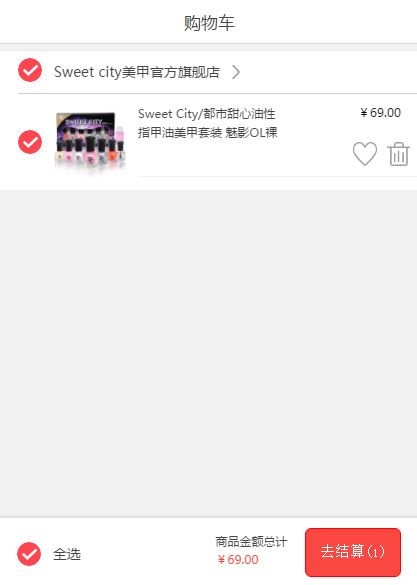 购物车
Sweet city美甲官方旗舰店
Sweet City/都市甜心油性
指甲油美甲套装 魅影OL裸
￥69.00
SWEET CITY
全选
商品金额总计
￥69.00
去结算(1)